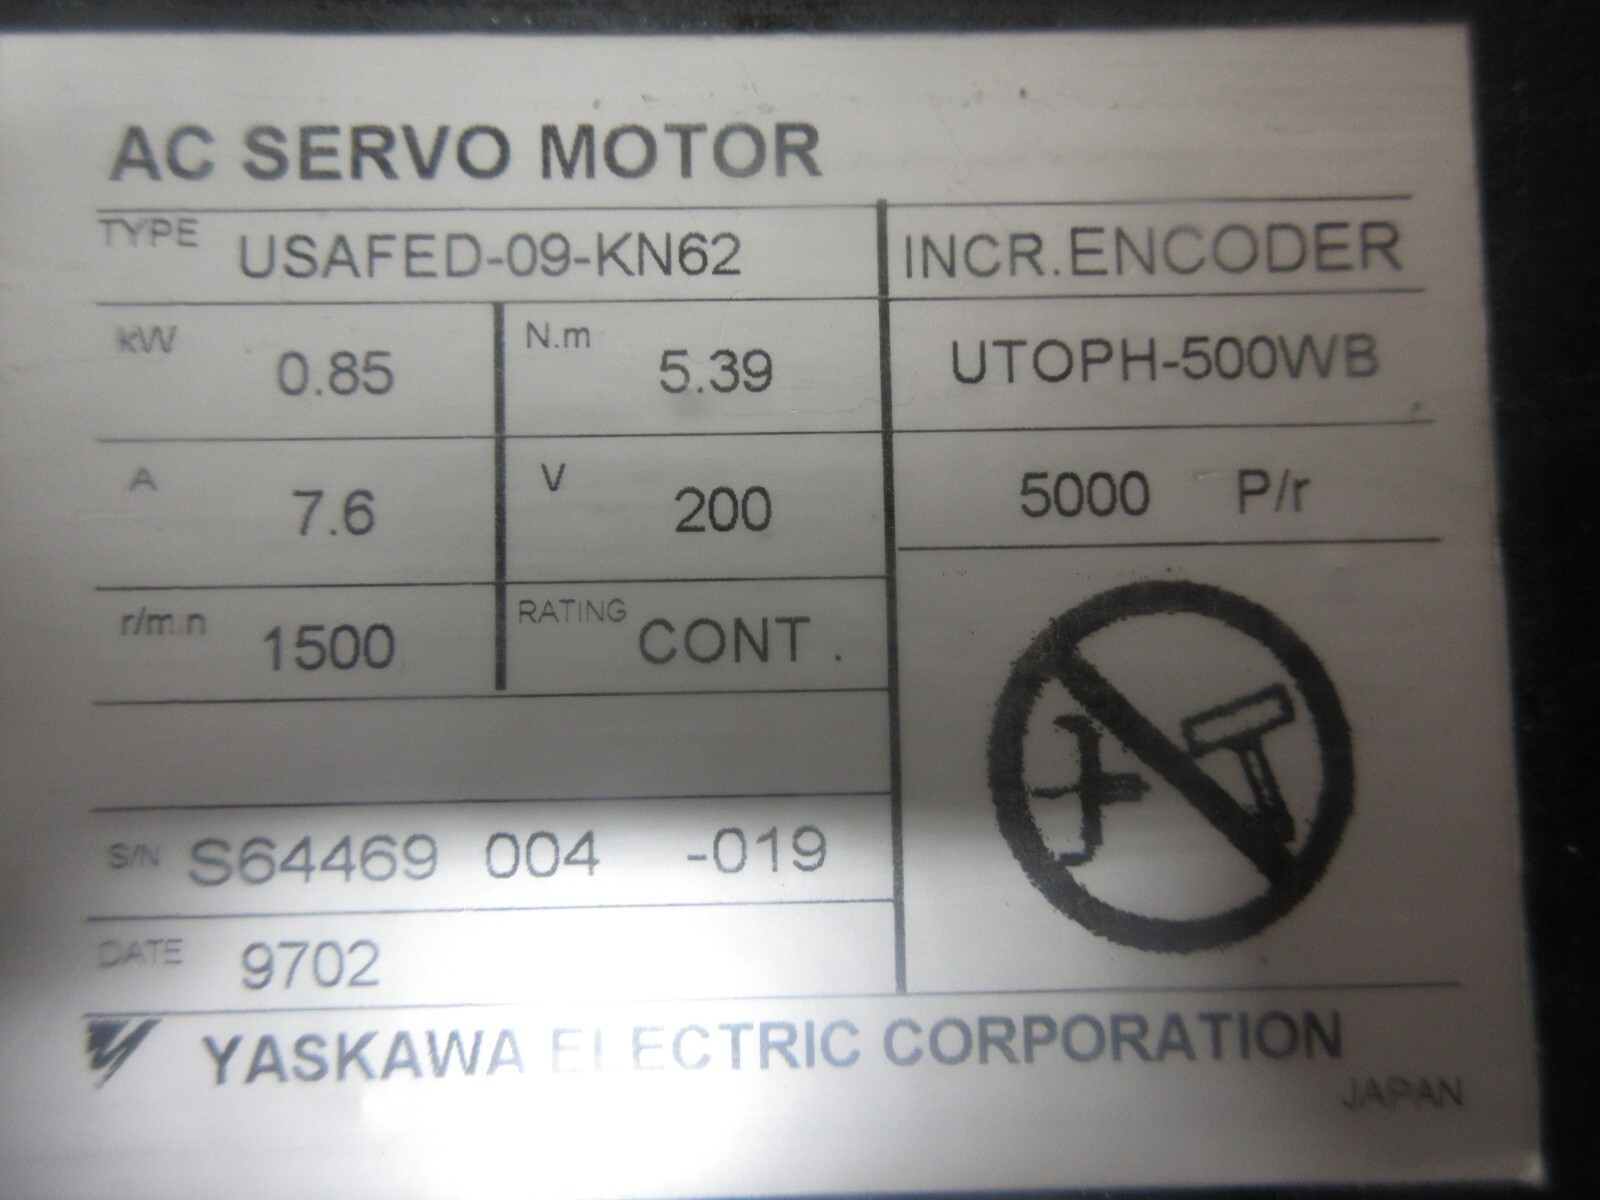 AC SERVO MOTOR
TYPE USAFED-09-KN62 INCR.ENCODER
kW 0.85 N.m 5.39 UTOPH-500WB
A 7.6 V 200 5000 P/r
r/min 1500 RATING CONT.
S/N S64469 004 -019
DATE 9702
YASKAWA ELECTRIC CORPORATION
JAPAN